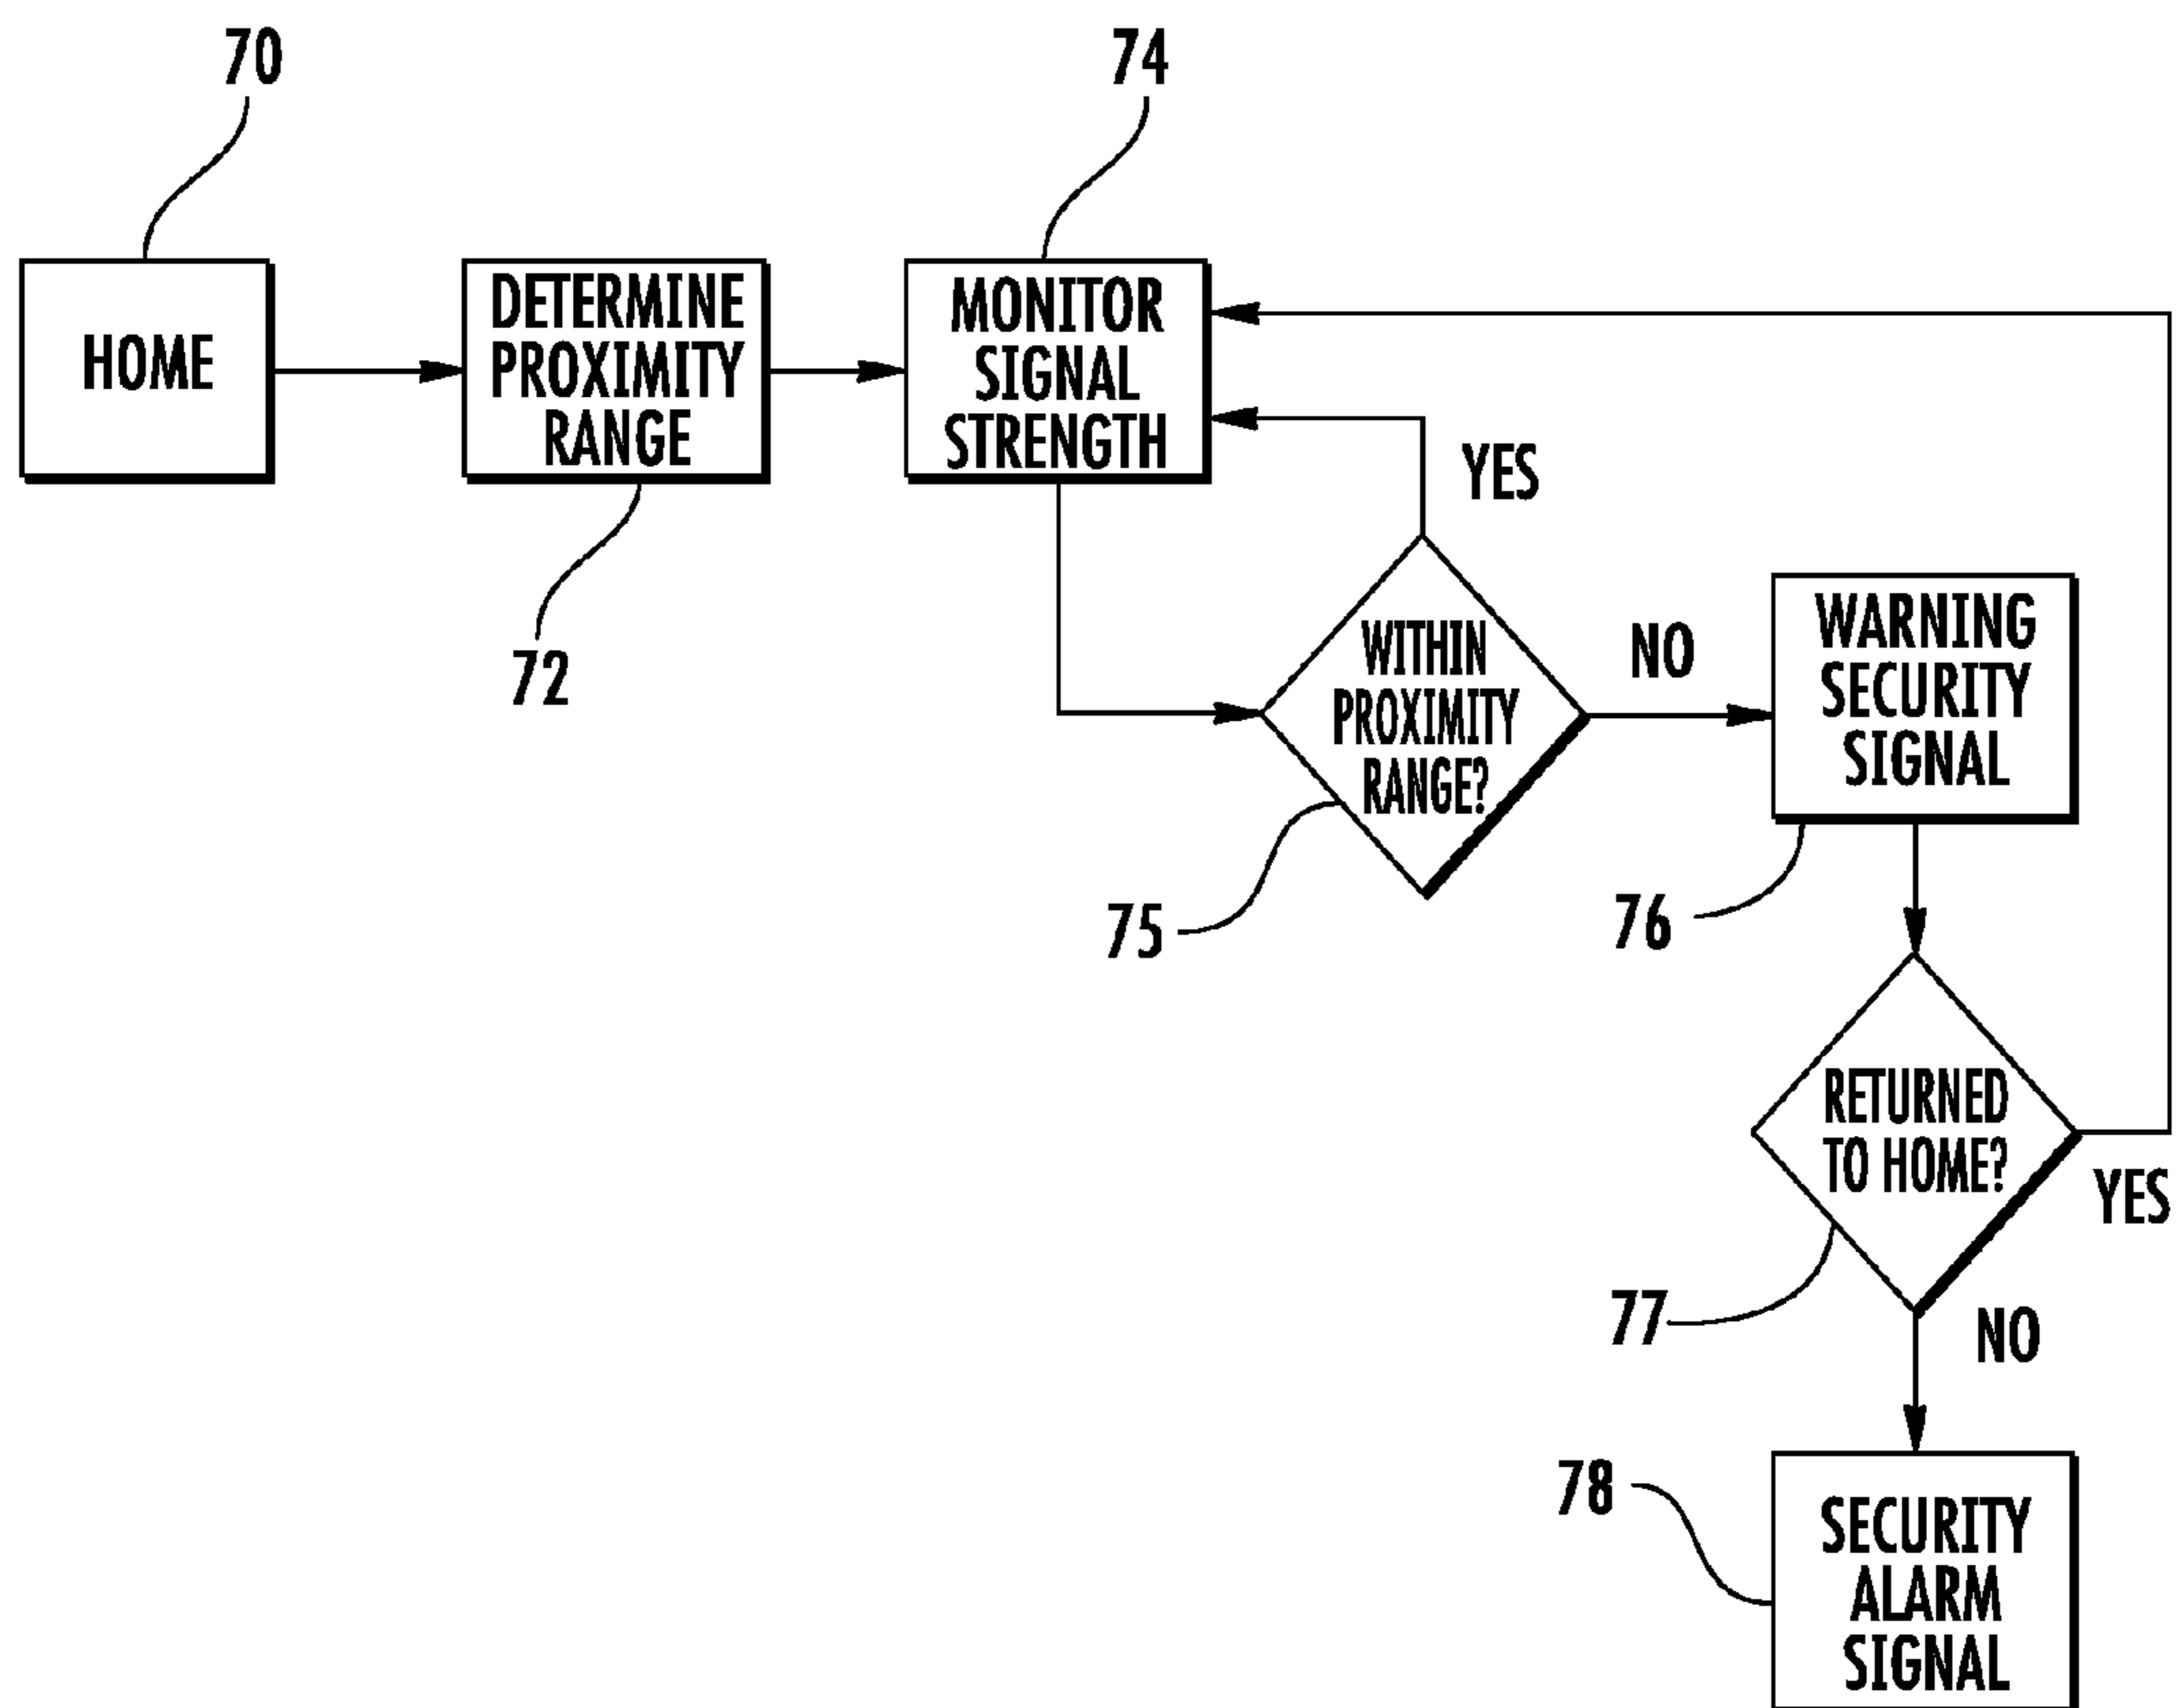 70
74
HOME
DETERMINE
PROXIMITY
RANGE
MONITOR
SIGNAL
STRENGTH
YES
72
WITHIN
PROXIMITY
RANGE?
NO
WARNING
SECURITY
SIGNAL
75
76
RETURNED
TO HOME?
YES
77
NO
78
SECURITY
ALARM
SIGNAL